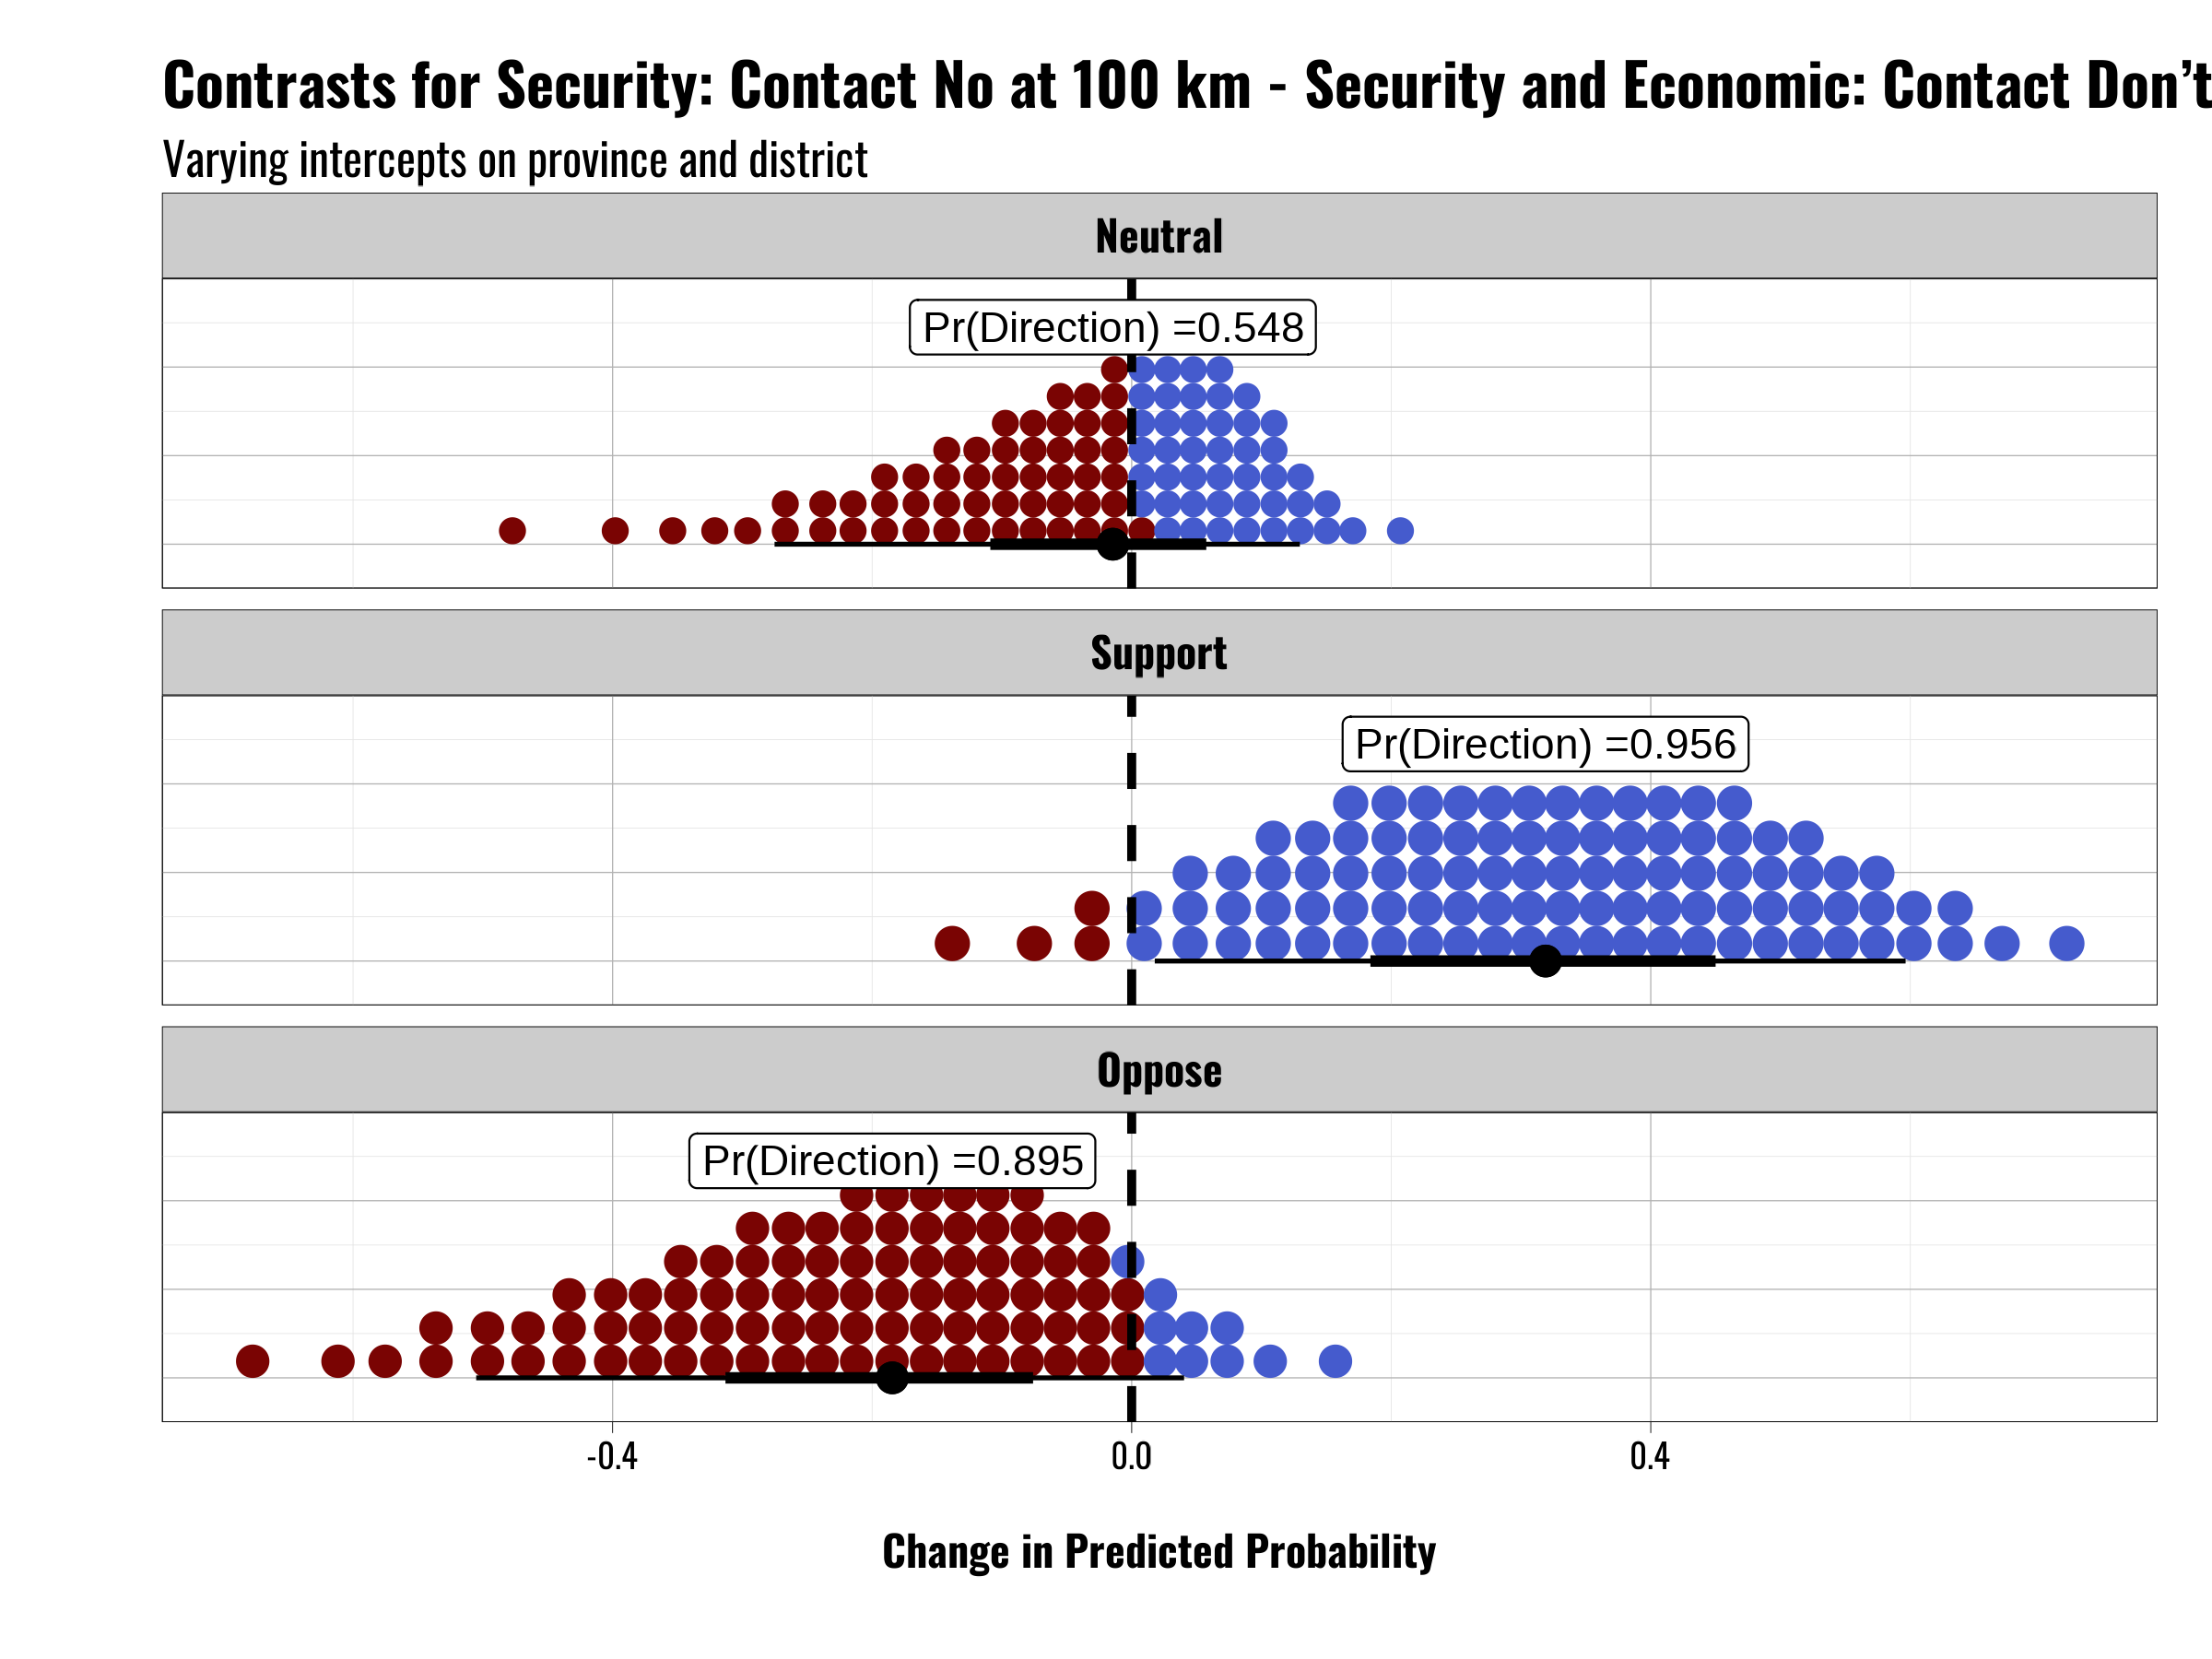 Contrasts for Security: Contact No at 100 km - Security and Economic: Contact Don’t
Varying intercepts on province and district
Neutral
Pr(Direction) =0.548
Support
Pr(Direction) =0.956
Oppose
Pr(Direction) =0.895
-0.4 0.0 0.4
Change in Predicted Probability